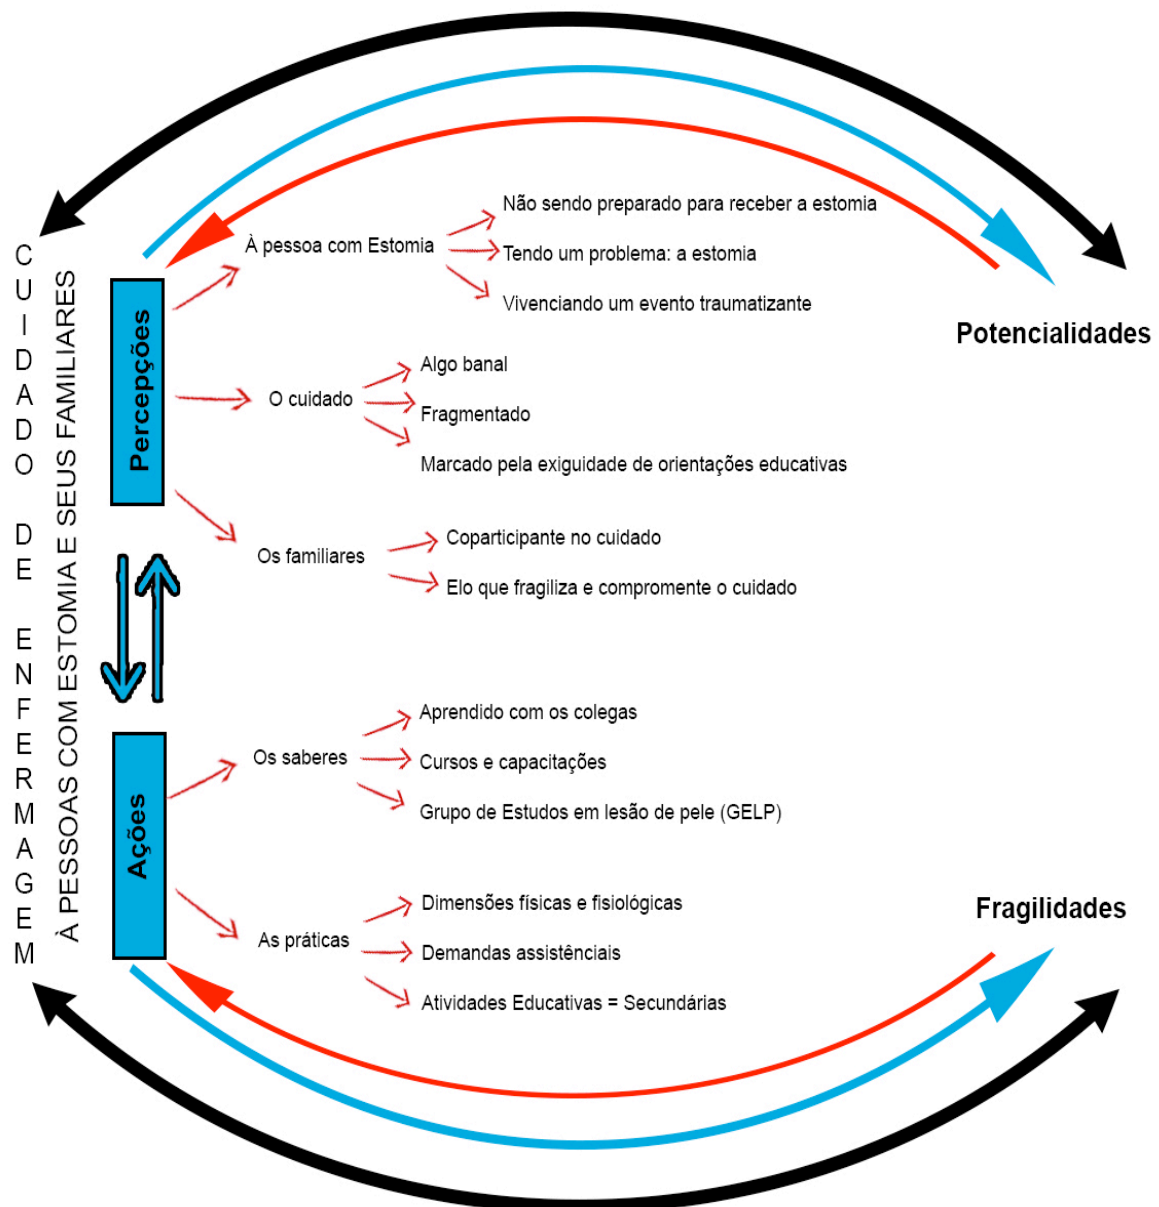 CUIDADO DE ENFERMAGEM
À PESSOAS COM ESTOMIA E SEUS FAMILIARES
Percepções
À pessoa com Estomia
Não sendo preparado para receber a estomia
Tendo um problema: a estomia
Vivenciando um evento traumatizante
O cuidado
Algo banal
Fragmentado
Marcado pela exiguidade de orientações educativas
Os familiares
Coparticipante no cuidado
Elo que fragiliza e compromente o cuidado
Potencialidades
Ações
Os saberes
Aprendido com os colegas
Cursos e capacitações
Grupo de Estudos em lesão de pele (GELP)
As práticas
Dimensões físicas e fisiológicas
Demandas assistênciais
Atividades Educativas = Secundárias
Fragilidades